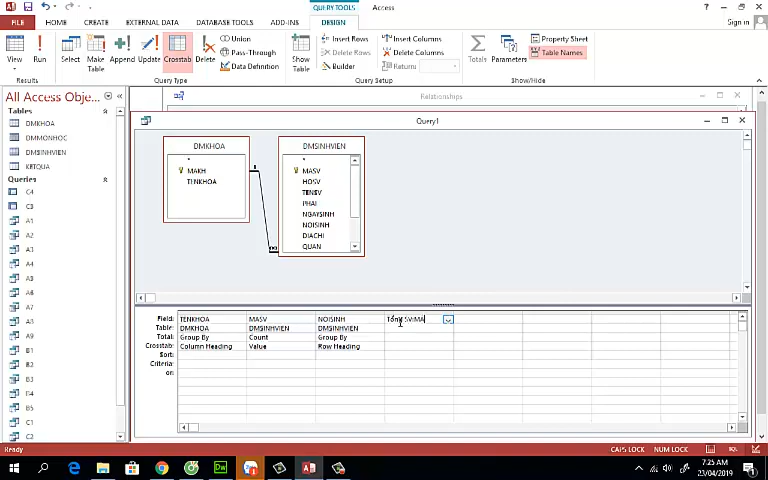 QUERY TOOLS
Access
Sign in
FILE HOME CREATE EXTERNAL DATA DATABASE TOOLS ADD-INS DESIGN
View Run Select Make Table Append Update Crosstab Delete
Union
Pass-Through
Data Definition
Show Table
Insert Rows
Delete Rows
Builder
Insert Columns
Delete Columns
Return:
Totals Parameters
Property Sheet
Table Names
Results Query Type Query Setup Show/Hide
All Access Obje...
Tables
DMKHOA
DMMONHOC
DMSINHVIEN
KETQUA
Queries
C4
C3
A1
A2
A3
A4
A5
A6
A7
A8
A9
B1
B2
B3
B4
B5
C1
C2
Relationships
Query1
DMKHOA
*
MAKH
TENKHOA
1
∞
DMSINHVIEN
*
MASV
HOSV
TENSV
PHAI
NGAYSINH
NOISINH
DIACHI
QUAN
Field: TENKHOA MASV NOISINH
Table: DMKHOA DMSINHVIEN DMSINHVIEN
Total: Group By Count Group By
Crosstab: Column Heading Value Row Heading
Sort:
Criteria:
or:
Ready
CAPS LOCK NUM LOCK
SQL
7:25 AM
23/04/2019